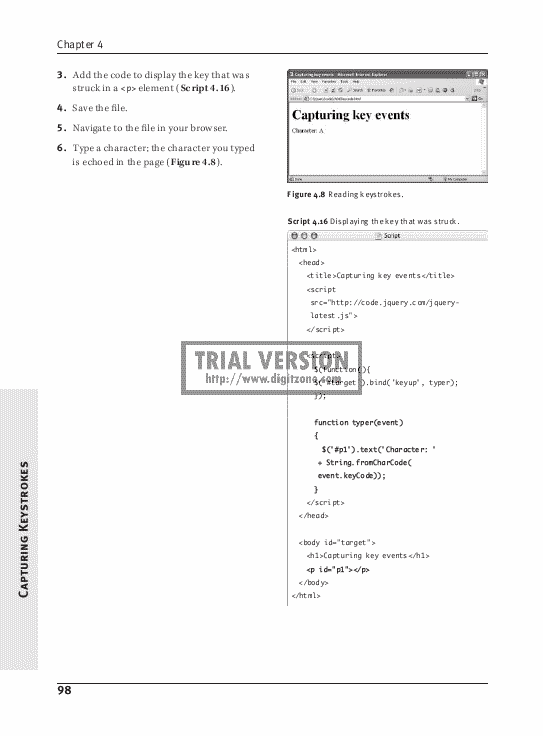 Chapter 4
3. Add the code to display the key that was
struck in a <p> element (Script 4.16).
4. Save the file.
5. Navigate to the file in your browser.
6. Type a character; the character you typed
is echoed in the page (Figure 4.8).
Capturing key events - Microsoft Internet Explorer
File Edit View Favorites Tools Help
Capturing key events
Character: A
Done
My Computer
Figure 4.8 Reading keystrokes.
Script 4.16 Displaying the key that was struck.
Script
<html>
<head>
<title>Capturing key events</title>
<script
src="http://code.jquery.com/jquery-
latest.js">
</script>
<script>
$(function(){
$('#target').bind('keyup', typer);
});
function typer(event)
{
$('#p1').text('Character: '
+ String.fromCharCode(
event.keyCode));
}
</script>
</head>
<body id="target">
<h1>Capturing key events</h1>
<p id="p1"></p>
</body>
</html>
TRIAL VERSION
http://www.digitzone.com
Capturing Keystrokes
98